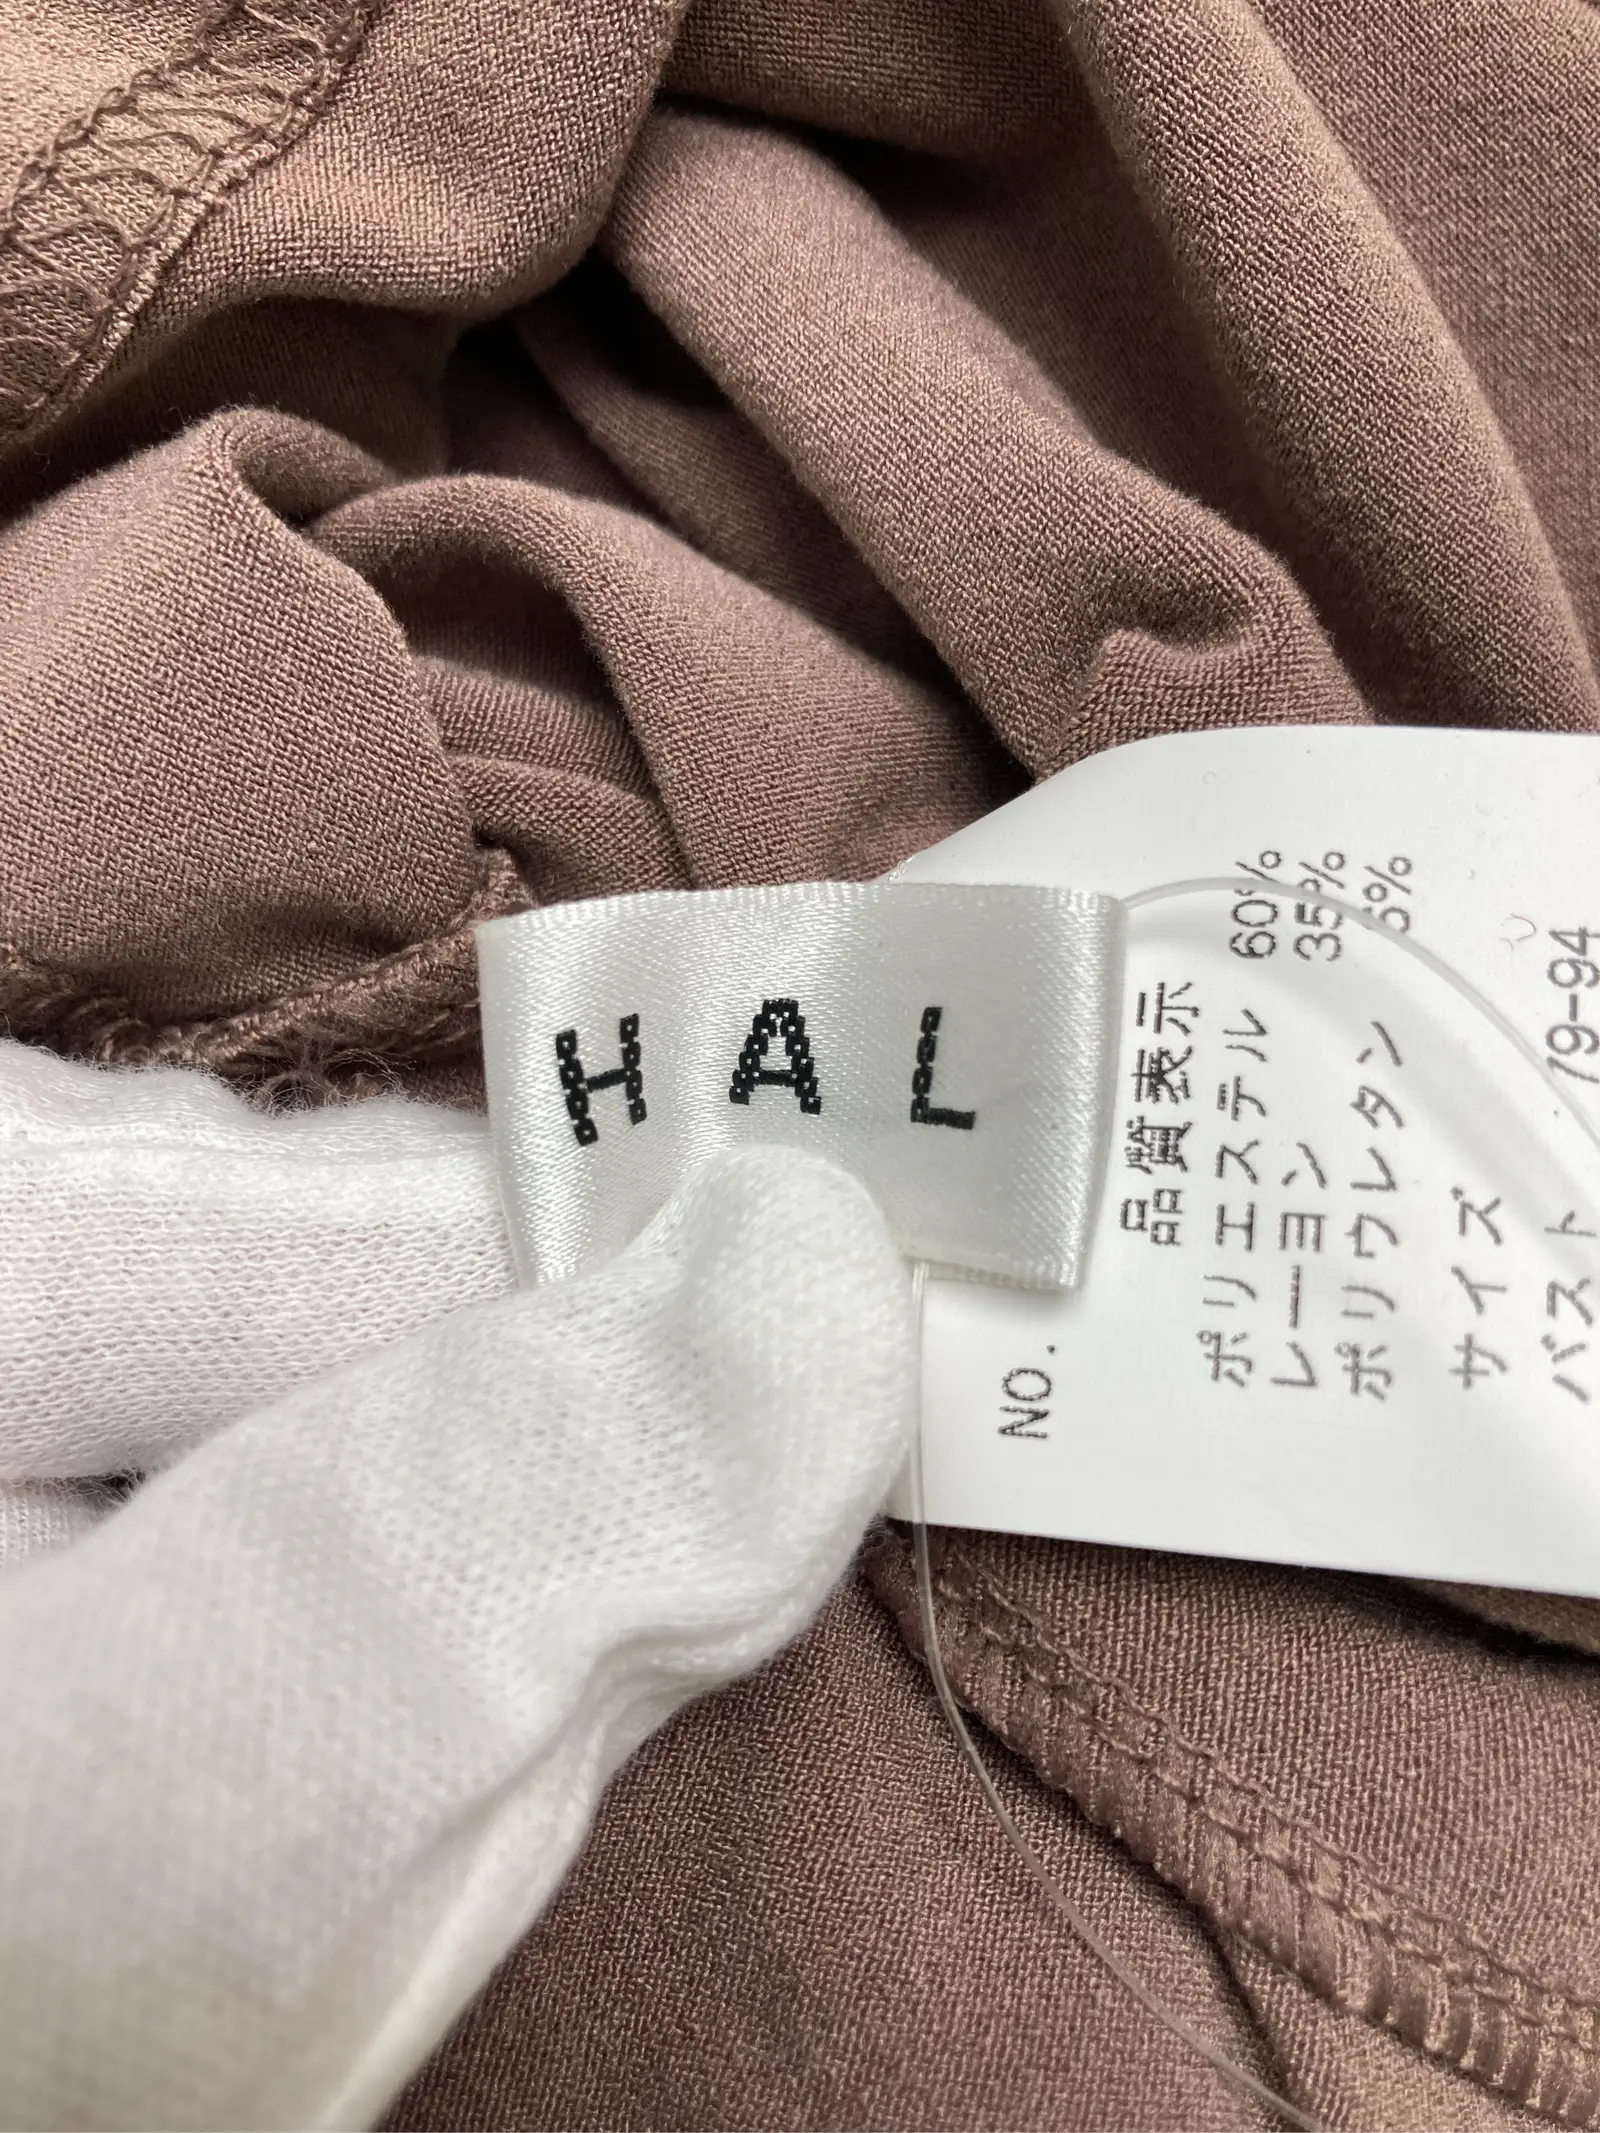 HAL
NO.
品質表示
ポリエステル 60%
レーヨン 35%
ポリウレタン 5%
サイズ
バスト 79-94